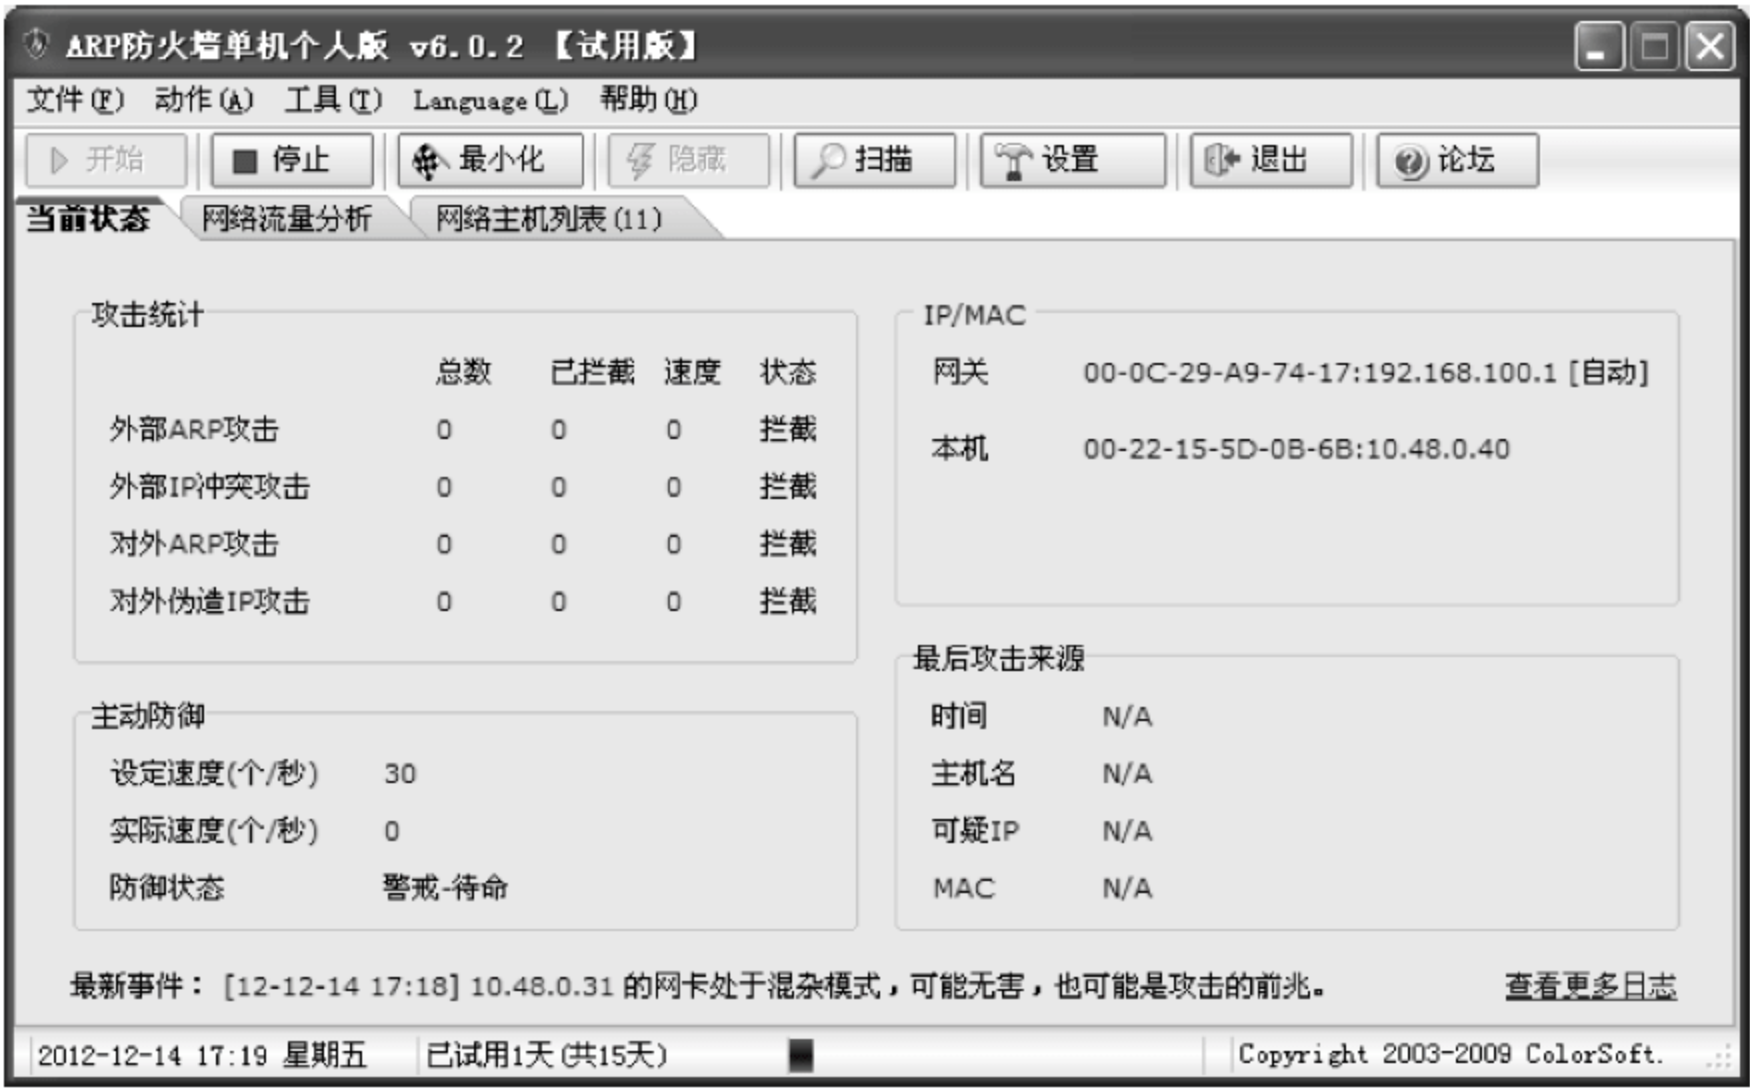 ARP防火墙单机个人版 v6.0.2 【试用版】
文件(F) 动作(A) 工具(T) Language(L) 帮助(H)
开始 停止 最小化 隐藏 扫描 设置 退出 论坛
当前状态 网络流量分析 网络主机列表(11)
攻击统计
总数 已拦截 速度 状态
外部ARP攻击 0 0 0 拦截
外部IP冲突攻击 0 0 0 拦截
对外ARP攻击 0 0 0 拦截
对外伪造IP攻击 0 0 0 拦截
IP/MAC
网关 00-0C-29-A9-74-17:192.168.100.1 [自动]
本机 00-22-15-5D-0B-6B:10.48.0.40
主动防御
设定速度(个/秒) 30
实际速度(个/秒) 0
防御状态 警戒-待命
最后攻击来源
时间 N/A
主机名 N/A
可疑IP N/A
MAC N/A
最新事件： [12-12-14 17:18] 10.48.0.31 的网卡处于混杂模式，可能无害，也可能是攻击的前兆。 查看更多日志
2012-12-14 17:19 星期五 已试用1天(共15天) Copyright 2003-2009 ColorSoft.